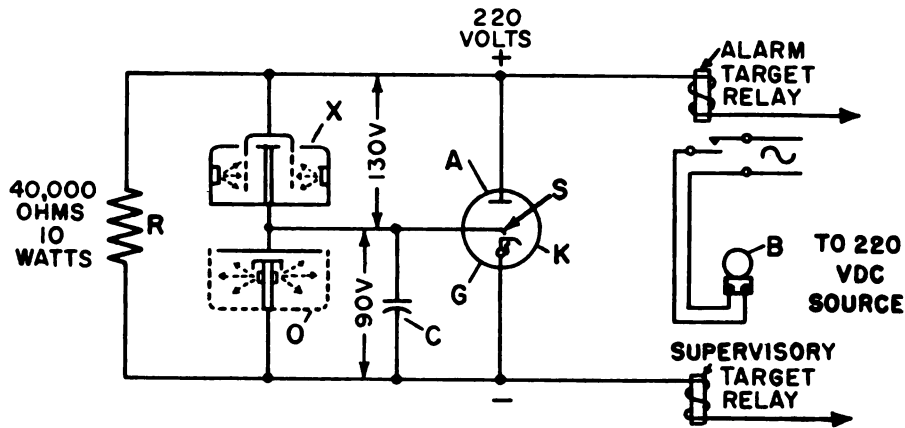 220
VOLTS
+
ALARM
TARGET
RELAY
X
130V
A
S
40,000
OHMS
10
WATTS
R
K
G
B
TO 220
VDC
SOURCE
90V
O
C
SUPERVISORY
TARGET
RELAY
–